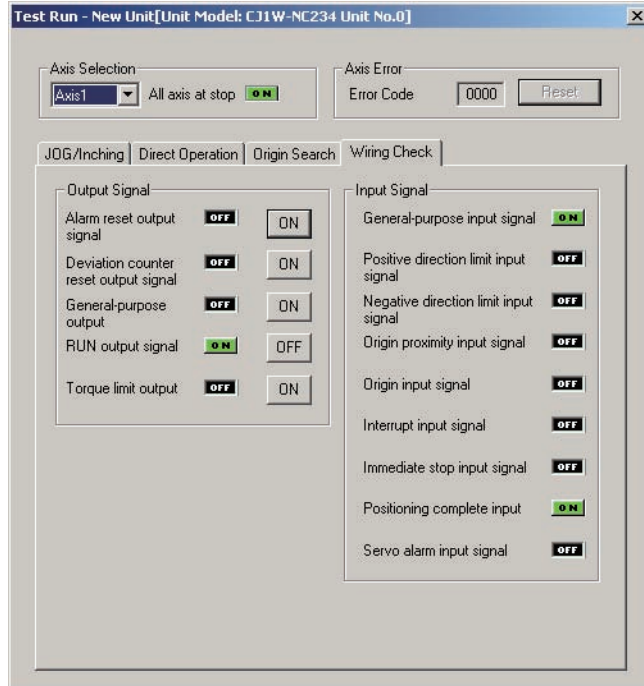 Test Run - New Unit[Unit Model: CJ1W-NC234 Unit No.0]
X
Axis Selection
Axis1
All axis at stop
ON
Axis Error
Error Code
0000
Reset
JOG/Inching
Direct Operation
Origin Search
Wiring Check
Output Signal
Alarm reset output
signal
OFF
ON
Deviation counter
reset output signal
OFF
ON
General-purpose
output
OFF
ON
RUN output signal
ON
OFF
Torque limit output
OFF
ON
Input Signal
General-purpose input signal
ON
Positive direction limit input
signal
OFF
Negative direction limit input
signal
OFF
Origin proximity input signal
OFF
Origin input signal
OFF
Interrupt input signal
OFF
Immediate stop input signal
OFF
Positioning complete input
ON
Servo alarm input signal
OFF